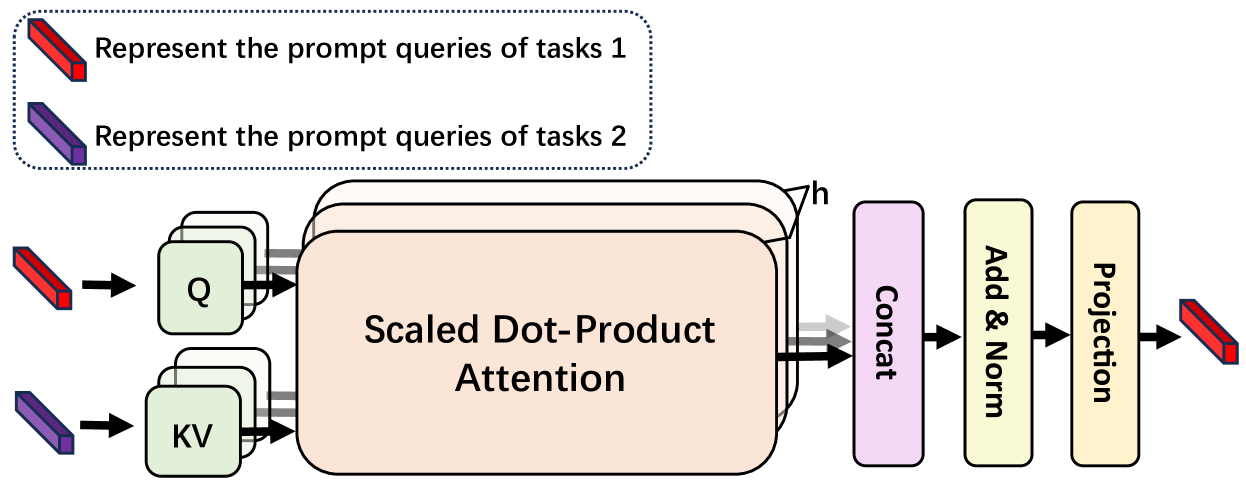 Represent the prompt queries of tasks 1
Represent the prompt queries of tasks 2
h
Q
KV
Scaled Dot-Product
Attention
Concat
Add & Norm
Projection